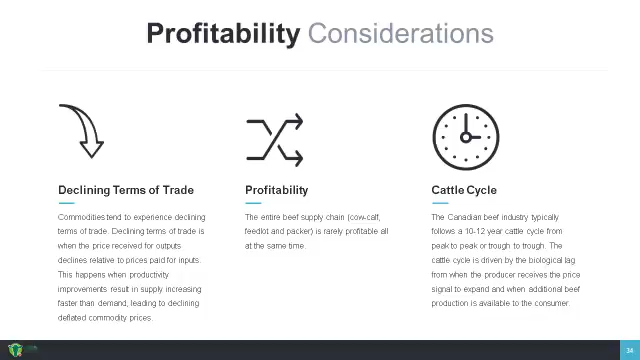 Profitability Considerations
Declining Terms of Trade
Commodities tend to experience declining
terms of trade. Declining terms of trade is
when the price received for outputs
declines relative to prices paid for inputs.
This happens when productivity
improvements result in supply increasing
faster than demand, leading to declining
deflated commodity prices.
Profitability
The entire beef supply chain (cow-calf,
feedlot and packer) is rarely profitable all
at the same time.
Cattle Cycle
The Canadian beef industry typically
follows a 10-12 year cattle cycle from
peak to peak or trough to trough. The
cattle cycle is driven by the biological lag
from when the producer receives the price
signal to expand and when additional beef
production is available to the consumer.
34